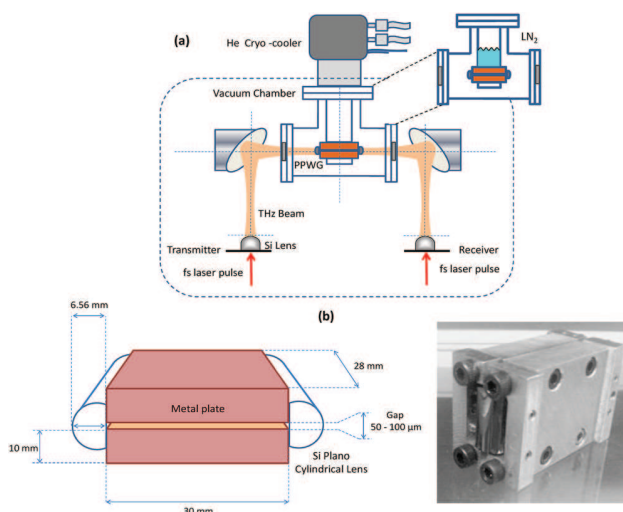 (a)
He Cryo -cooler
LN2
Vacuum Chamber
PPWG
THz Beam
Transmitter
Si Lens
Receiver
fs laser pulse
fs laser pulse
(b)
6.56 mm
28 mm
Metal plate
Gap
50 - 100 μm
10 mm
Si Plano
Cylindrical Lens
30 mm